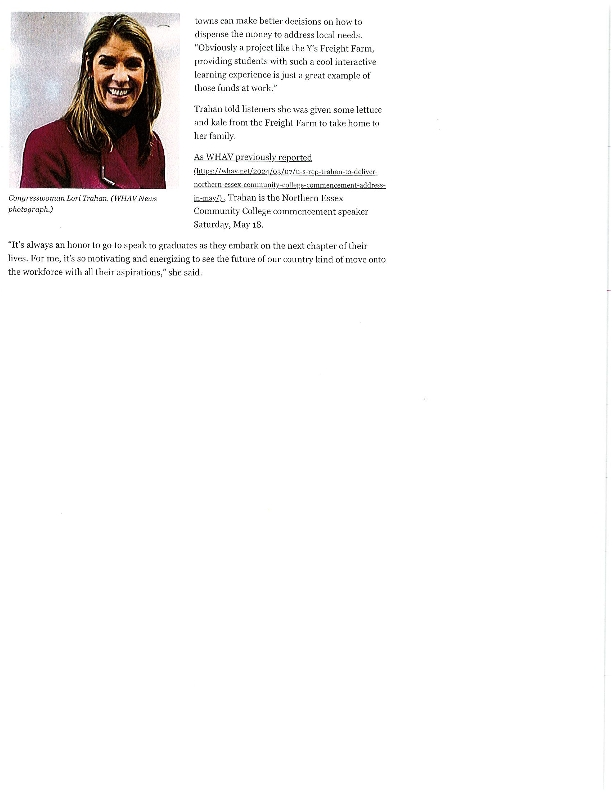 towns can make better decisions on how to
dispense the money to address local needs.
"Obviously a project like the Y's Freight Farm,
providing students with such a cool interactive
learning experience is just a great example of
those funds at work."
Trahan told listeners she was given some lettuce
and kale from the Freight Farm to take home to
her family.
As WHAV previously reported
(https://whav.net/2024/03/07/u-s-rep-trahan-to-deliver-
northern-essex-community-college-commencement-address-
in-may/) , Trahan is the Northern Essex
Community College commencement speaker
Saturday, May 18.
Congresswoman Lori Trahan. (WHAV News
photograph.)
"It's always an honor to go to speak to graduates as they embark on the next chapter of their
lives. For me, it's so motivating and energizing to see the future of our country kind of move onto
the workforce with all their aspirations," she said.